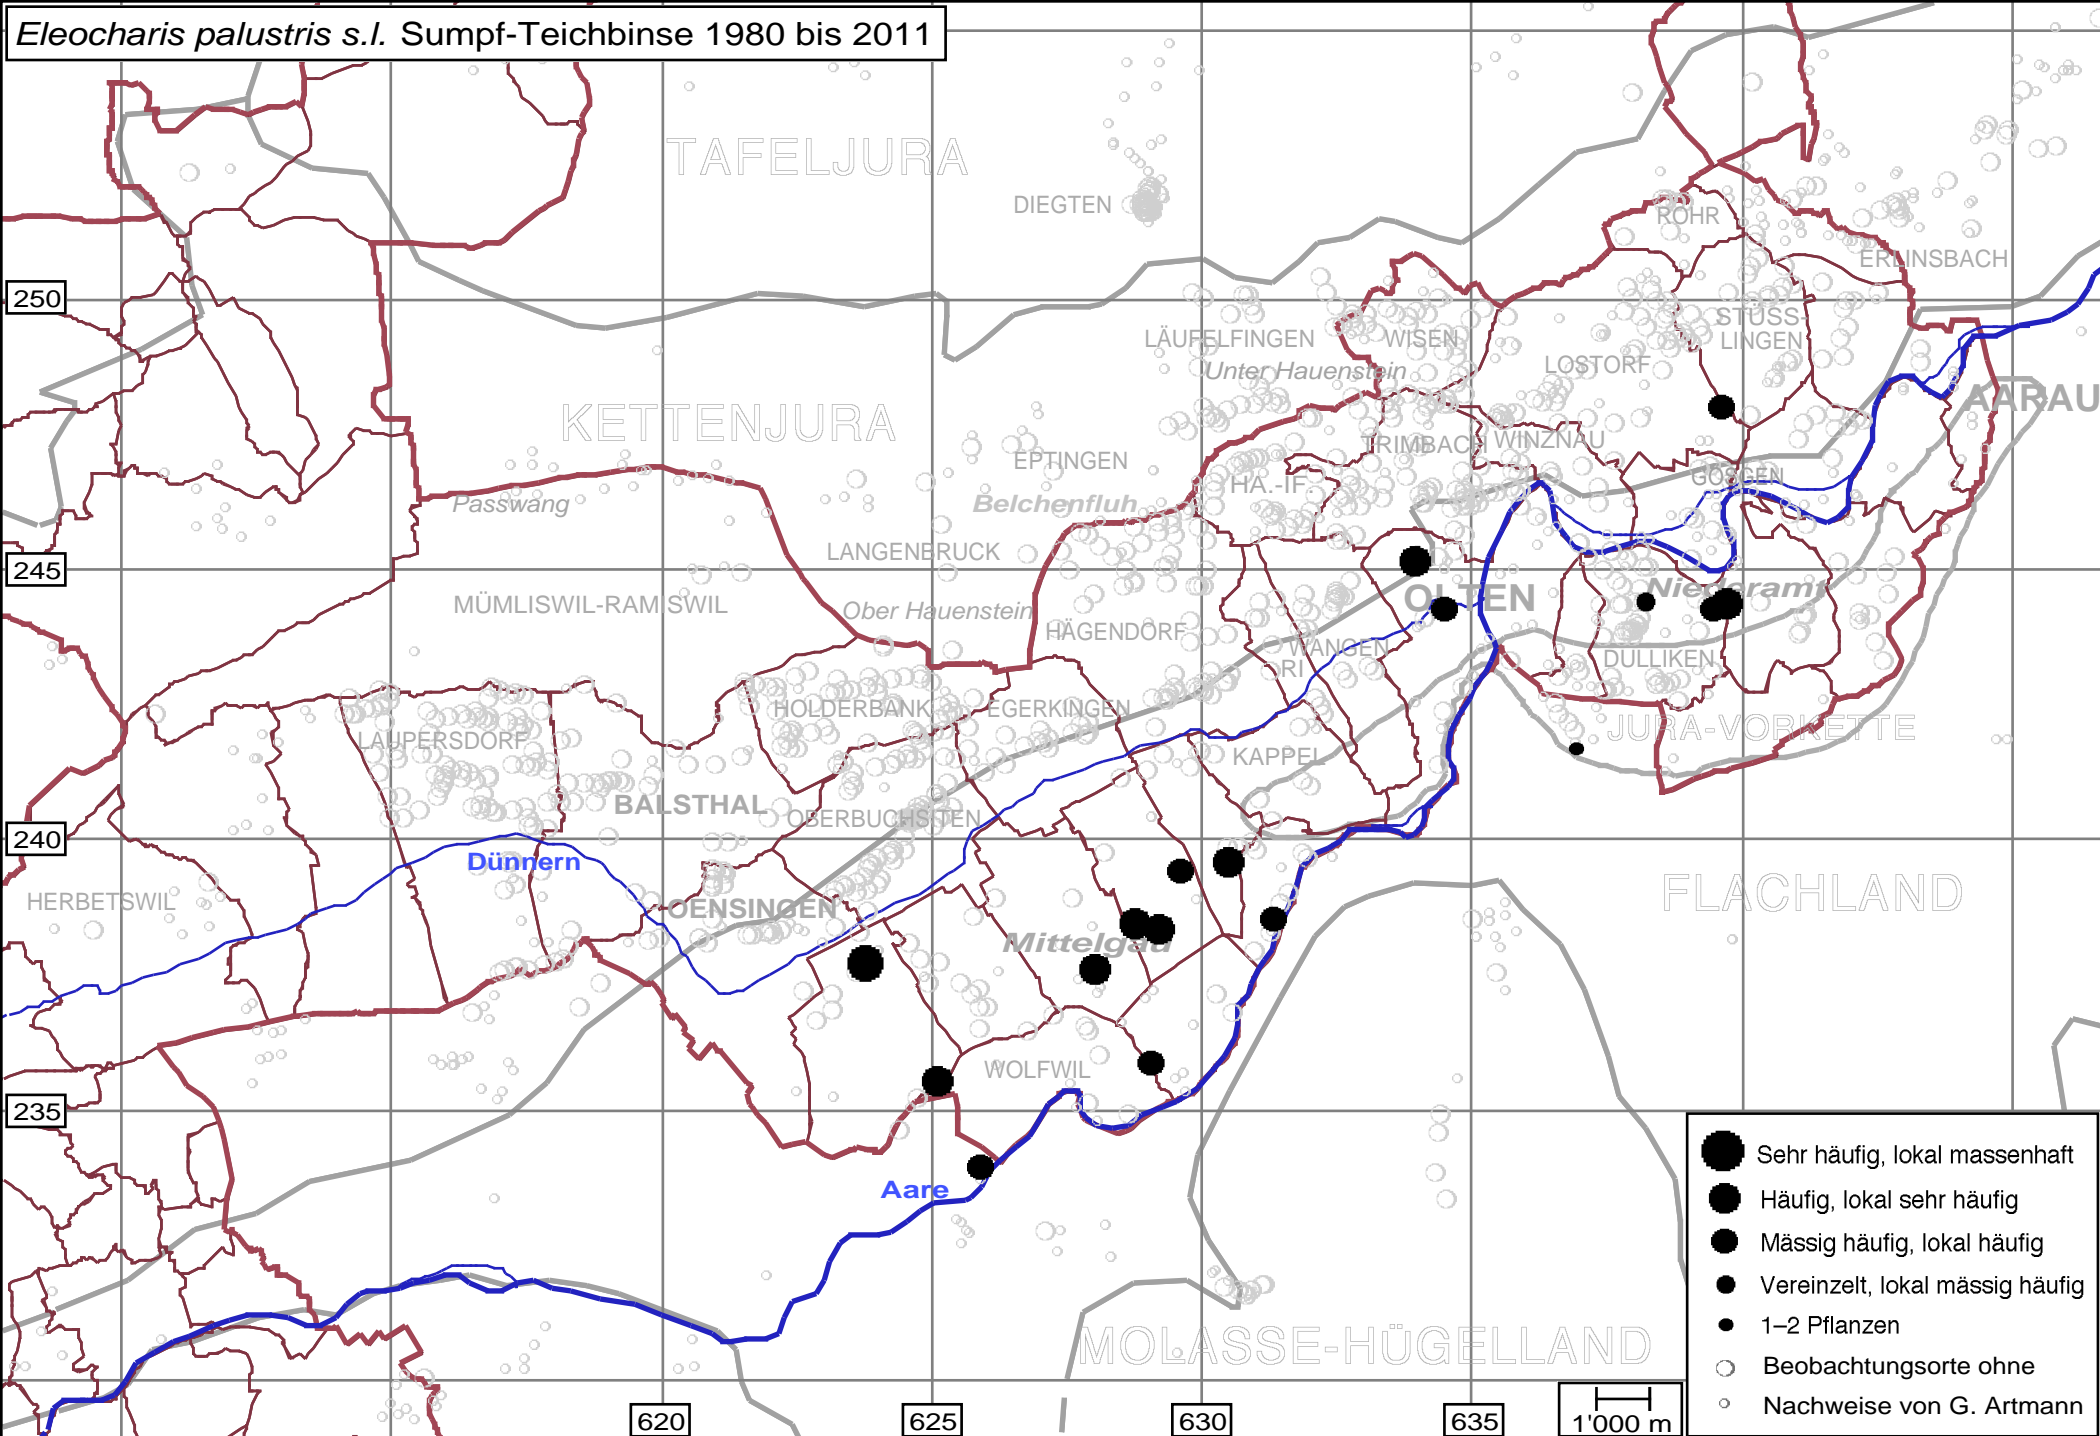 Eleocharis palustris s.l. Sumpf-Teichbinse 1980 bis 2011
TAFELJURA
DIEGTEN
ROHR
ERLINSBACH
250
STÜSS-
LINGEN
LÄUFELFINGEN
WISEN
LOSTORF
Unter Hauenstein
AARAU
KETTENJURA
TRIMBACH
WINZNAU
EPTINGEN
GÖSGEN
HA.-IF.
Passwang
Belchenfluh
LANGENBRUCK
245
Niederamt
OLTEN
MÜMLISWIL-RAMISWIL
Ober Hauenstein
HÄGENDORF
WANGEN
RI
DULLIKEN
HOLDERBANK
EGERKINGEN
JURA-VORKETTE
LAUPERSDORF
KAPPEL
BALSTHAL
OBERBUCHSITEN
240
Dünnern
HERBETSWIL
OENSINGEN
FLACHLAND
Mittelgäu
WOLFWIL
235
Aare
MOLASSE-HÜGELLAND
Sehr häufig, lokal massenhaft
Häufig, lokal sehr häufig
Mässig häufig, lokal häufig
Vereinzelt, lokal mässig häufig
1–2 Pflanzen
Beobachtungsorte ohne
Nachweise von G. Artmann
620
625
630
635
1'000 m